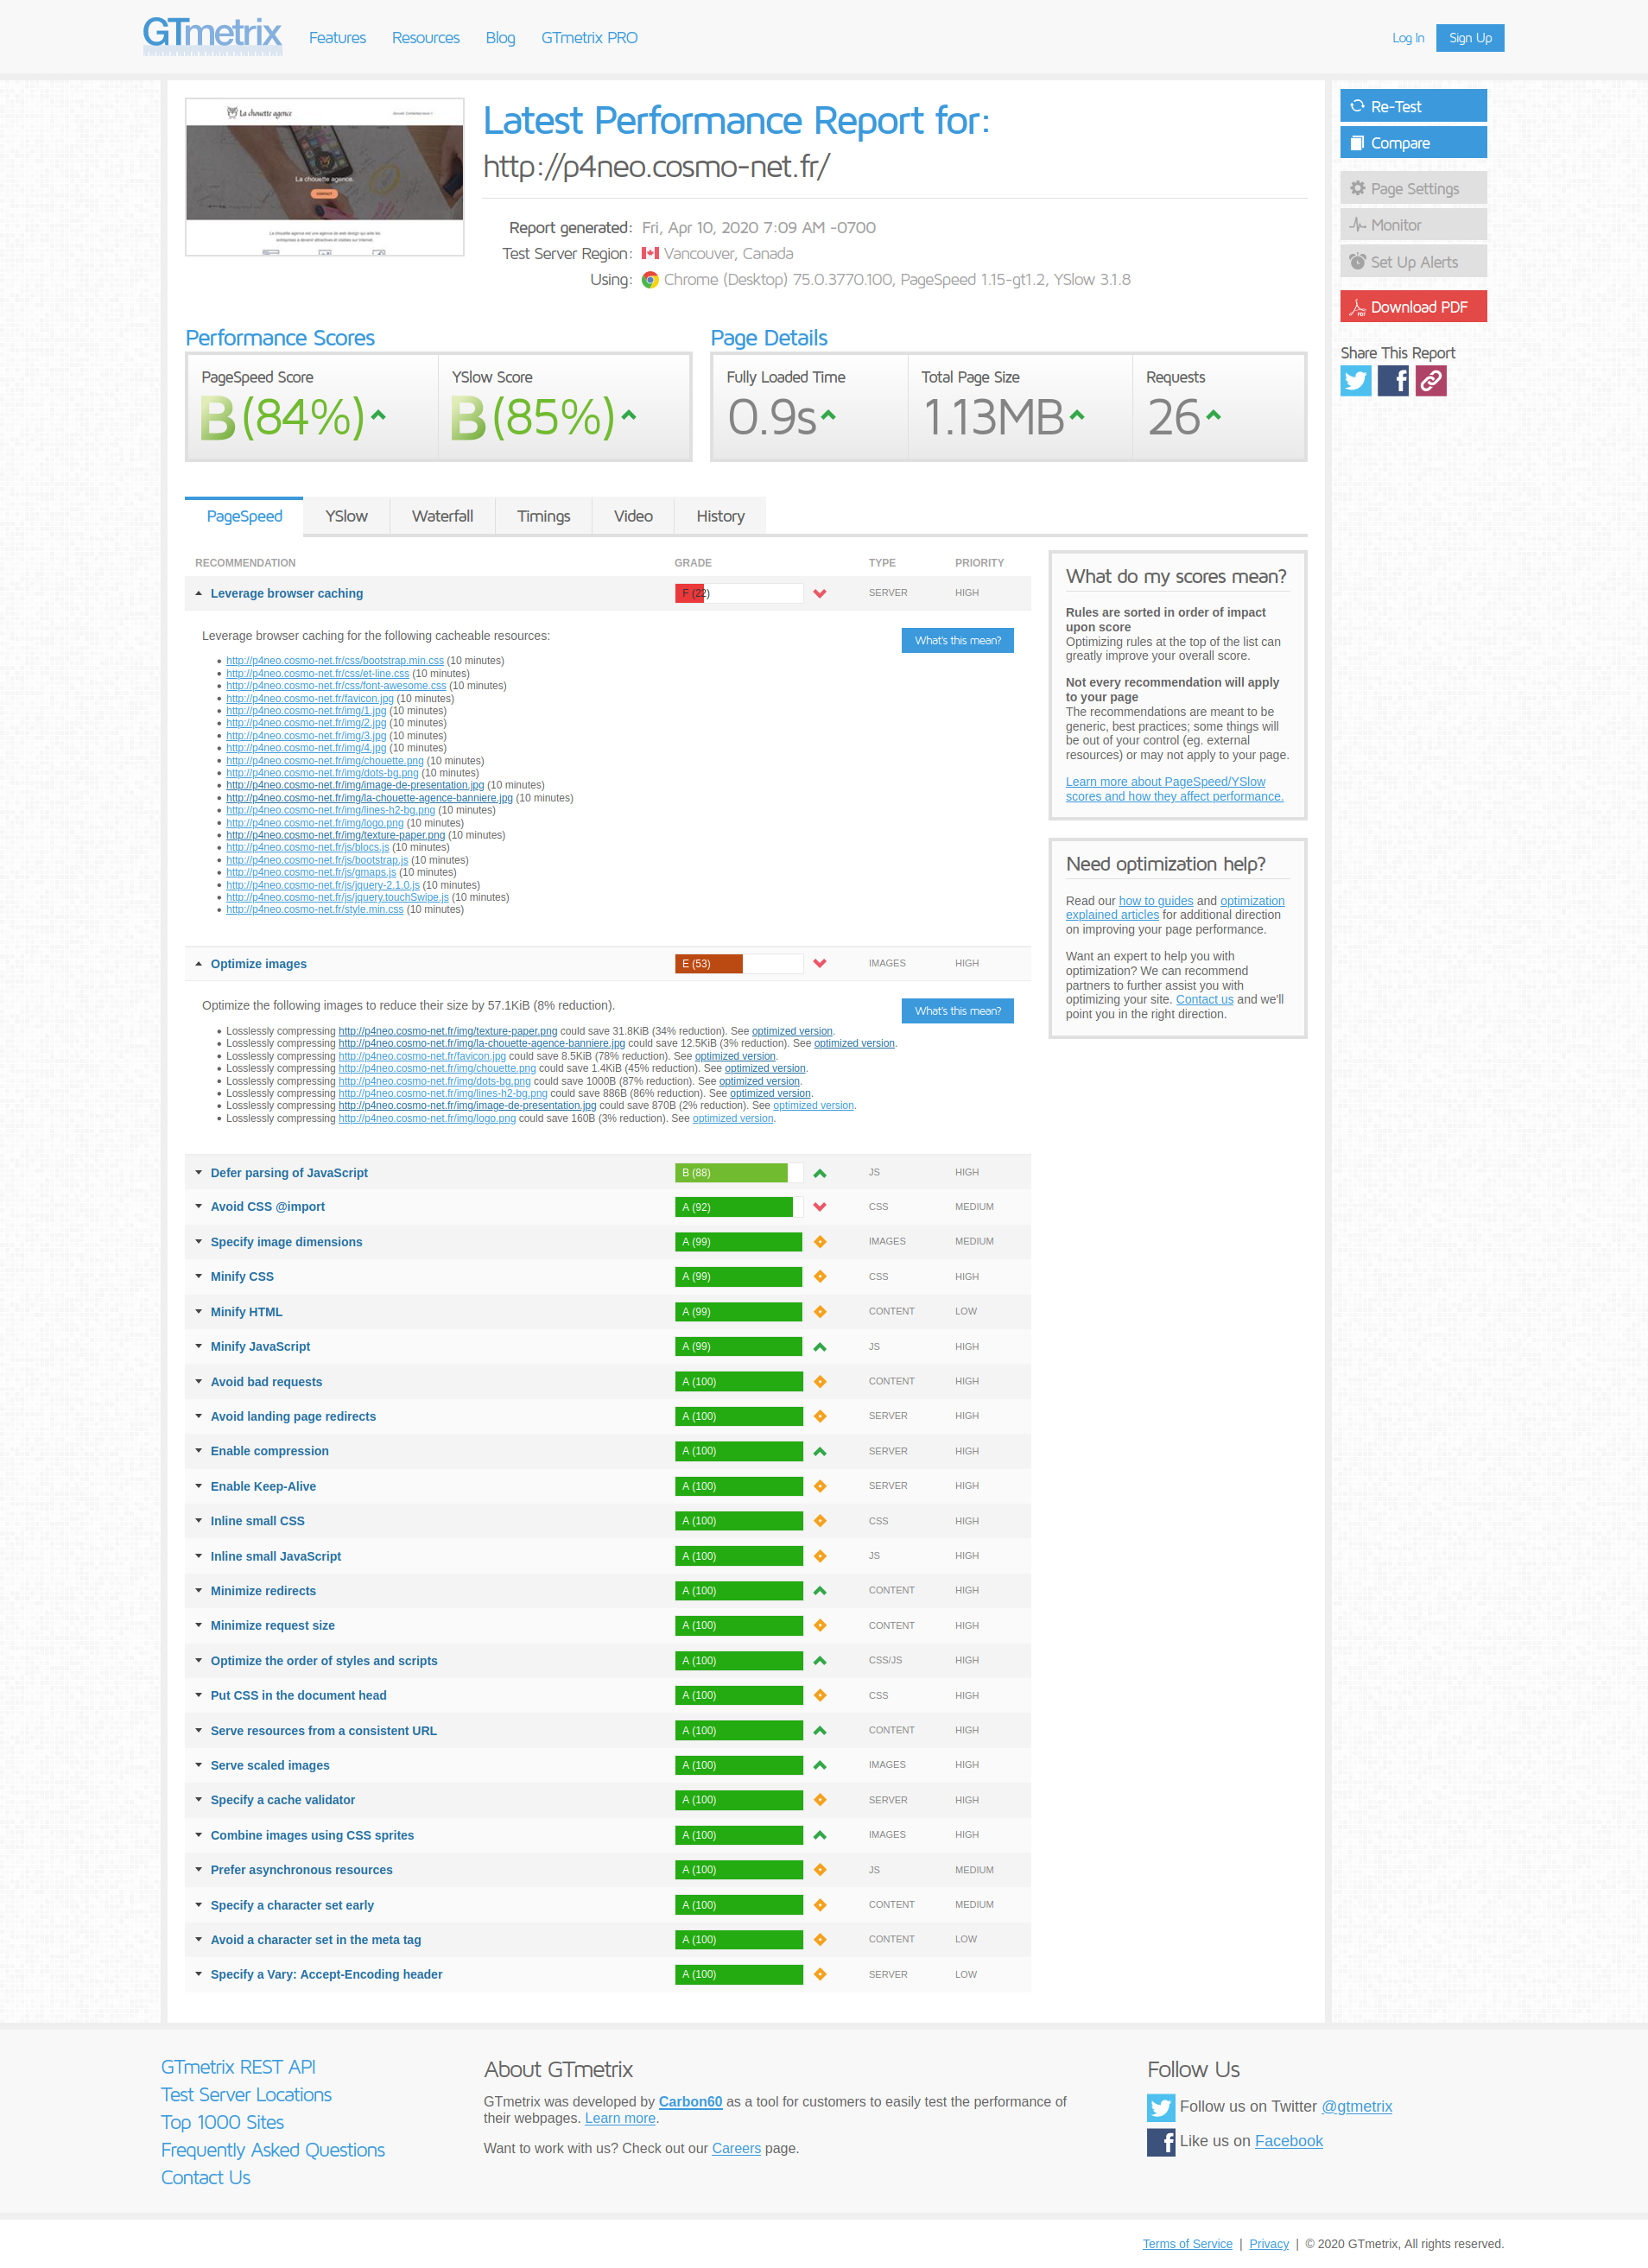 GTmetrix
Features Resources Blog GTmetrix PRO
Log In Sign Up
La chouette agence
La chouette agence.
CONTACT
La chouette agence est une agence de web design qui aide les
entreprises à devenir attractives et visibles sur Internet.
Latest Performance Report for:
http://p4neo.cosmo-net.fr/
Report generated: Fri, Apr 10, 2020 7:09 AM -0700
Test Server Region: Vancouver, Canada
Using: Chrome (Desktop) 75.0.3770.100, PageSpeed 1.15-gt1.2, YSlow 3.1.8
Re-Test
Compare
Page Settings
Monitor
Set Up Alerts
Download PDF
Share This Report
Performance Scores
PageSpeed Score YSlow Score
B (84%) B (85%)
Page Details
Fully Loaded Time Total Page Size Requests
0.9s 1.13MB 26
PageSpeed YSlow Waterfall Timings Video History
RECOMMENDATION GRADE TYPE PRIORITY
Leverage browser caching F (22) SERVER HIGH
Leverage browser caching for the following cacheable resources:
What's this mean?
http://p4neo.cosmo-net.fr/css/bootstrap.min.css (10 minutes)
http://p4neo.cosmo-net.fr/css/et-line.css (10 minutes)
http://p4neo.cosmo-net.fr/css/font-awesome.css (10 minutes)
http://p4neo.cosmo-net.fr/favicon.jpg (10 minutes)
http://p4neo.cosmo-net.fr/img/1.jpg (10 minutes)
http://p4neo.cosmo-net.fr/img/2.jpg (10 minutes)
http://p4neo.cosmo-net.fr/img/3.jpg (10 minutes)
http://p4neo.cosmo-net.fr/img/4.jpg (10 minutes)
http://p4neo.cosmo-net.fr/img/chouette.png (10 minutes)
http://p4neo.cosmo-net.fr/img/dots-bg.png (10 minutes)
http://p4neo.cosmo-net.fr/img/image-de-presentation.jpg (10 minutes)
http://p4neo.cosmo-net.fr/img/la-chouette-agence-banniere.jpg (10 minutes)
http://p4neo.cosmo-net.fr/img/lines-h2-bg.png (10 minutes)
http://p4neo.cosmo-net.fr/img/logo.png (10 minutes)
http://p4neo.cosmo-net.fr/img/texture-paper.png (10 minutes)
http://p4neo.cosmo-net.fr/js/blocs.js (10 minutes)
http://p4neo.cosmo-net.fr/js/bootstrap.js (10 minutes)
http://p4neo.cosmo-net.fr/js/gmaps.js (10 minutes)
http://p4neo.cosmo-net.fr/js/jquery-2.1.0.js (10 minutes)
http://p4neo.cosmo-net.fr/js/jquery.touchSwipe.js (10 minutes)
http://p4neo.cosmo-net.fr/style.min.css (10 minutes)
Optimize images E (53) IMAGES HIGH
Optimize the following images to reduce their size by 57.1KiB (8% reduction).
What's this mean?
Losslessly compressing http://p4neo.cosmo-net.fr/img/texture-paper.png could save 31.8KiB (34% reduction). See optimized version.
Losslessly compressing http://p4neo.cosmo-net.fr/img/la-chouette-agence-banniere.jpg could save 12.5KiB (3% reduction). See optimized version.
Losslessly compressing http://p4neo.cosmo-net.fr/favicon.jpg could save 8.5KiB (78% reduction). See optimized version.
Losslessly compressing http://p4neo.cosmo-net.fr/img/chouette.png could save 1.4KiB (45% reduction). See optimized version.
Losslessly compressing http://p4neo.cosmo-net.fr/img/dots-bg.png could save 1000B (87% reduction). See optimized version.
Losslessly compressing http://p4neo.cosmo-net.fr/img/lines-h2-bg.png could save 886B (86% reduction). See optimized version.
Losslessly compressing http://p4neo.cosmo-net.fr/img/image-de-presentation.jpg could save 870B (2% reduction). See optimized version.
Losslessly compressing http://p4neo.cosmo-net.fr/img/logo.png could save 160B (3% reduction). See optimized version.
Defer parsing of JavaScript B (88) JS HIGH
Avoid CSS @import A (92) CSS MEDIUM
Specify image dimensions A (99) IMAGES MEDIUM
Minify CSS A (99) CSS HIGH
Minify HTML A (99) CONTENT LOW
Minify JavaScript A (99) JS HIGH
Avoid bad requests A (100) CONTENT HIGH
Avoid landing page redirects A (100) SERVER HIGH
Enable compression A (100) SERVER HIGH
Enable Keep-Alive A (100) SERVER HIGH
Inline small CSS A (100) CSS HIGH
Inline small JavaScript A (100) JS HIGH
Minimize redirects A (100) CONTENT HIGH
Minimize request size A (100) CONTENT HIGH
Optimize the order of styles and scripts A (100) CSS/JS HIGH
Put CSS in the document head A (100) CSS HIGH
Serve resources from a consistent URL A (100) CONTENT HIGH
Serve scaled images A (100) IMAGES HIGH
Specify a cache validator A (100) SERVER HIGH
Combine images using CSS sprites A (100) IMAGES HIGH
Prefer asynchronous resources A (100) JS MEDIUM
Specify a character set early A (100) CONTENT MEDIUM
Avoid a character set in the meta tag A (100) CONTENT LOW
Specify a Vary: Accept-Encoding header A (100) SERVER LOW
What do my scores mean?
Rules are sorted in order of impact
upon score
Optimizing rules at the top of the list can
greatly improve your overall score.
Not every recommendation will apply
to your page
The recommendations are meant to be
generic, best practices; some things will
be out of your control (eg. external
resources) or may not apply to your page.
Learn more about PageSpeed/YSlow
scores and how they affect performance.
Need optimization help?
Read our how to guides and optimization
explained articles for additional direction
on improving your page performance.
Want an expert to help you with
optimization? We can recommend
partners to further assist you with
optimizing your site. Contact us and we'll
point you in the right direction.
GTmetrix REST API
Test Server Locations
Top 1000 Sites
Frequently Asked Questions
Contact Us
About GTmetrix
GTmetrix was developed by Carbon60 as a tool for customers to easily test the performance of
their webpages. Learn more.
Want to work with us? Check out our Careers page.
Follow Us
Follow us on Twitter @gtmetrix
Like us on Facebook
Terms of Service | Privacy | © 2020 GTmetrix, All rights reserved.